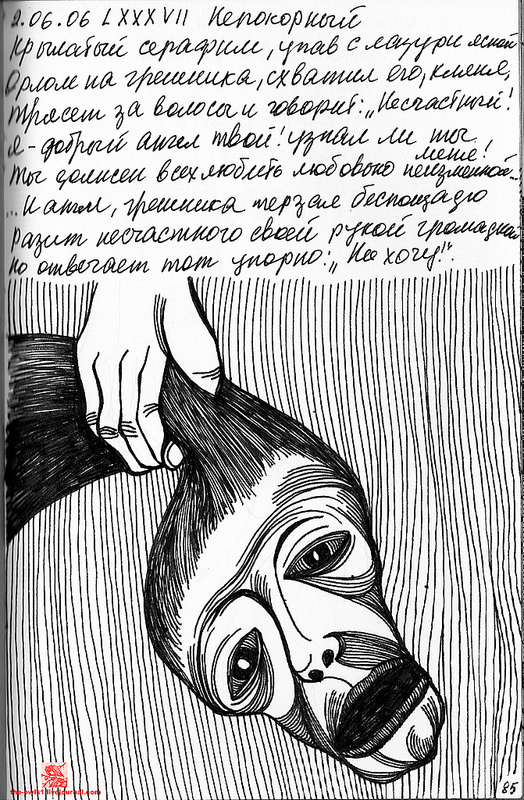 2.06.06 LXXXVII Непокорный
Крылатый серафим, упав с лазури ясной
Орлом на грешника, схватил его, кляня,
Трясет за волосы и говорит: „Несчастный!
Я - добрый ангел твой! узнал ли ты
меня!
Ты должен всех любить любовью неизменной...
... И ангел, грешника терзая беспощадно
Разит несчастного своей рукой громадной
Но отвечает тот упорно: „Не хочу!".
85